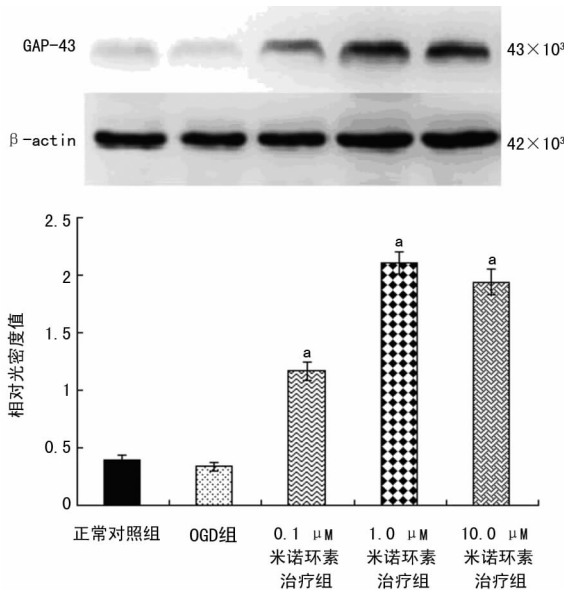 GAP-43
43×10³
β-actin
42×10³
2.5
2
1.5
1
0.5
0
相对光密度值
a
a
a
正常对照组
OGD组
0.1 μM
米诺环素
治疗组
1.0 μM
米诺环素
治疗组
10.0 μM
米诺环素
治疗组